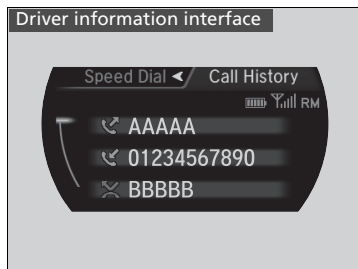 Driver information interface
Speed Dial Call History
RM
AAAAA
01234567890
BBBBB